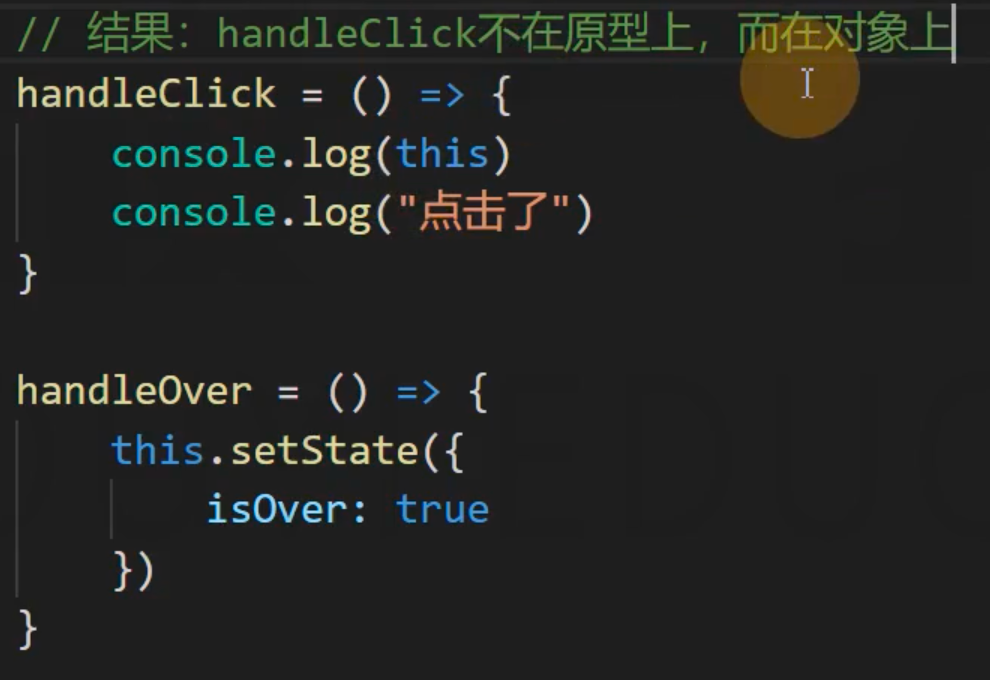 // 结果：handleClick不在原型上，而在对象上
handleClick = () => {
console.log(this)
console.log("点击了")
}
handleOver = () => {
this.setState({
isOver: true
})
}